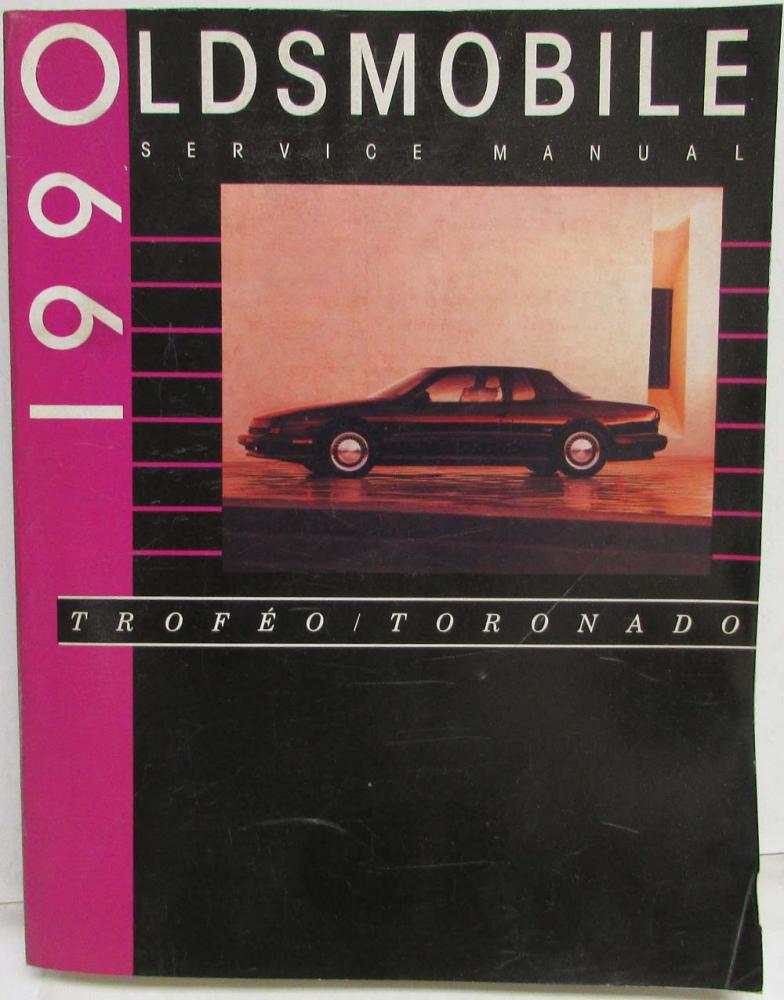 OLDSMOBILE
SERVICE MANUAL
1990
TROFÉO/TORONADO